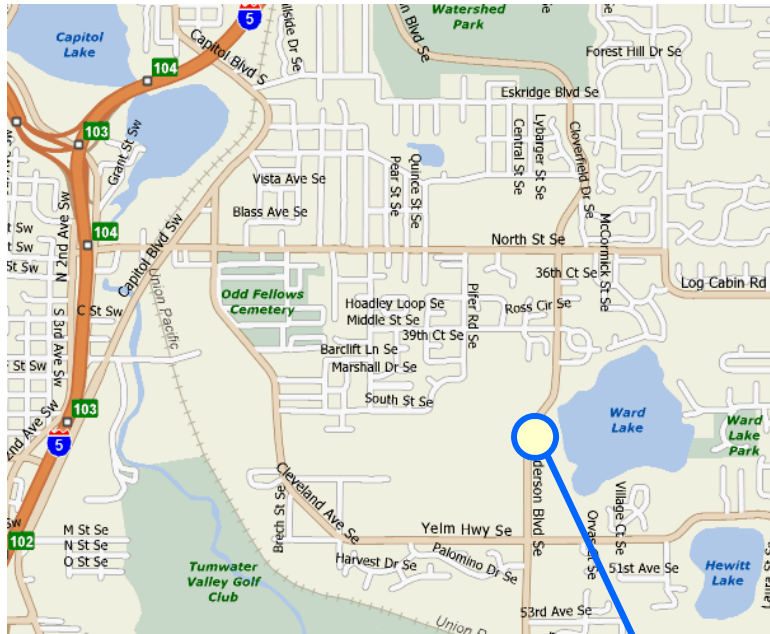 Watershed
Park
5
Capitol
Lake
Capitol Blvd S
Forest Hill Dr Se
104
Eskridge Blvd Se
103
Grant St Sw
Lybarger St Se
Central St Se
Cloverfield Dr Se
Pear St Se
Quince St Se
Vista Ave Se
Blass Ave Se
McCormick St Se
104
North St Se
N 2nd Ave Sw
Capitol Blvd Sw
36th Ct Se
Log Cabin Rd
Union Pacific
Odd Fellows
Cemetery
Hoadley Loop Se
Pifer Rd Se
Ross Cir Se
C St Sw
Middle St Se
S 3rd Ave Sw
39th Ct Se
Barclift Ln Se
Marshall Dr Se
South St Se
103
2nd Ave Sw
5
Ward
Lake
Ward
Lake
Park
Cleveland Ave Se
Brech St Se
Village Ct Se
Orvas Ct Se
Yelm Hwy Se
102
M St Se
N St Se
O St Se
Harvest Dr Se
Palomino Dr Se
51st Ave Se
Hewitt
Lake
Tumwater
Valley Golf
Club
53rd Ave Se